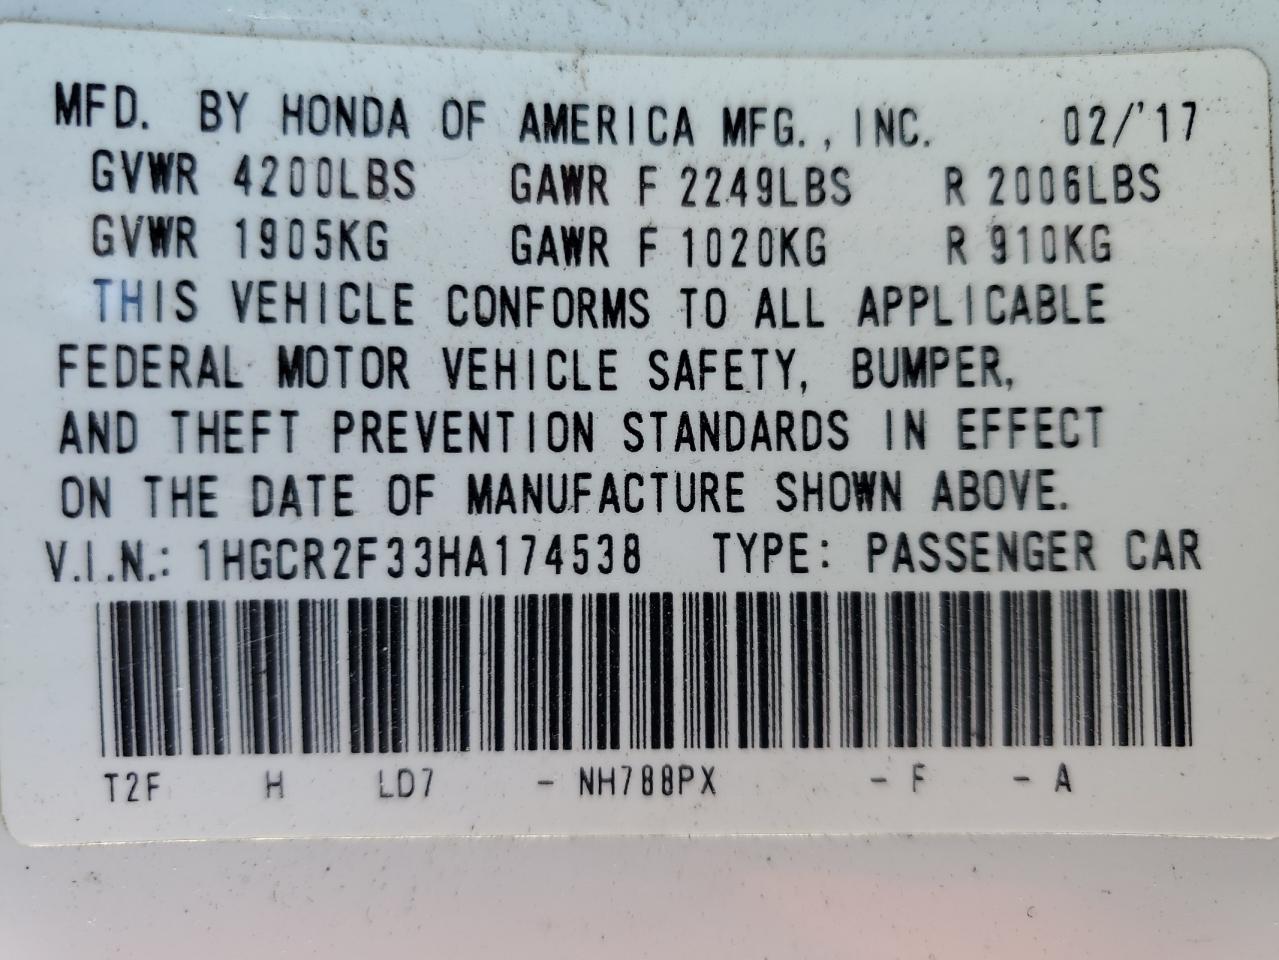 MFD. BY HONDA OF AMERICA MFG., INC. 02/'17
GVWR 4200LBS GAWR F 2249LBS R 2006LBS
GVWR 1905KG GAWR F 1020KG R 910KG
THIS VEHICLE CONFORMS TO ALL APPLICABLE
FEDERAL MOTOR VEHICLE SAFETY, BUMPER,
AND THEFT PREVENTION STANDARDS IN EFFECT
ON THE DATE OF MANUFACTURE SHOWN ABOVE.
V.I.N.: 1HGCR2F33HA174538 TYPE: PASSENGER CAR
T2F H LD7 - NH788PX - F - A